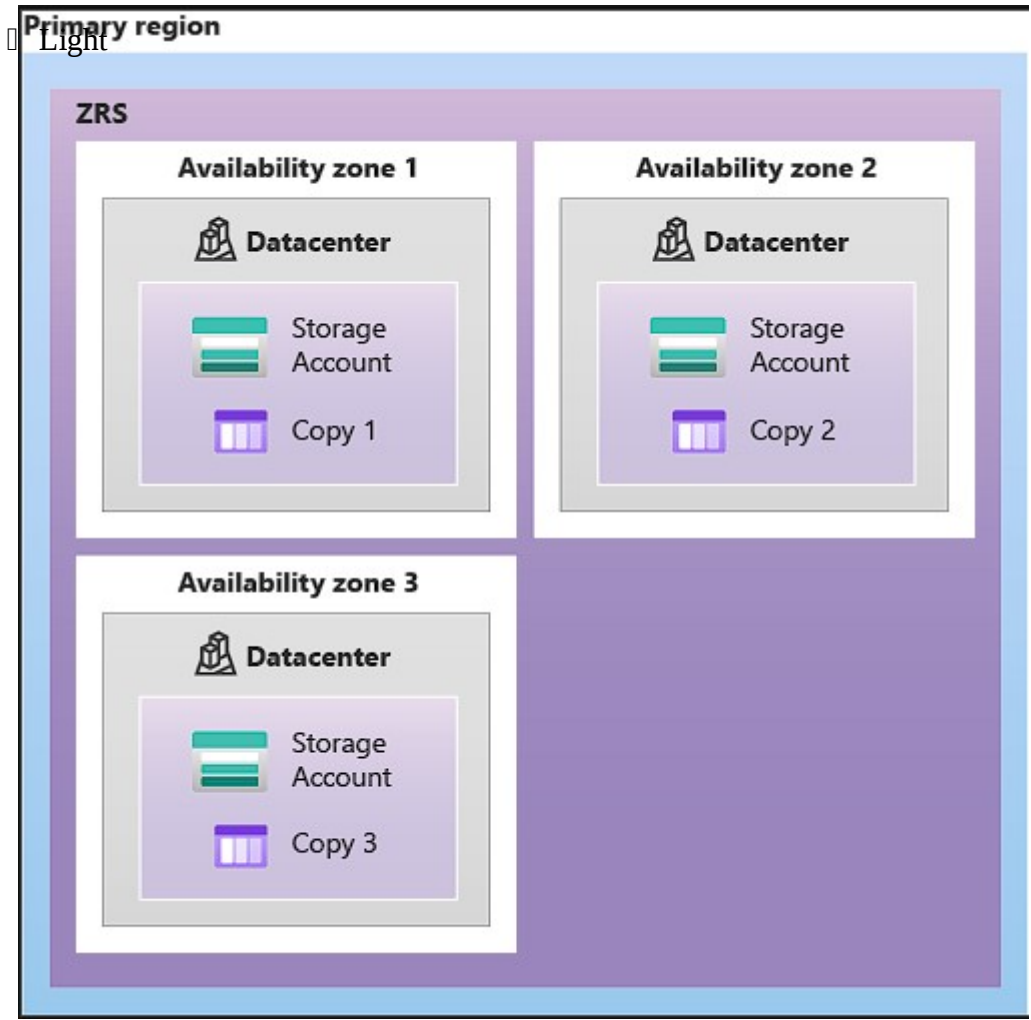 Primary region
Light
ZRS
Availability zone 1
Datacenter
Storage
Account
Copy 1
Availability zone 2
Datacenter
Storage
Account
Copy 2
Availability zone 3
Datacenter
Storage
Account
Copy 3